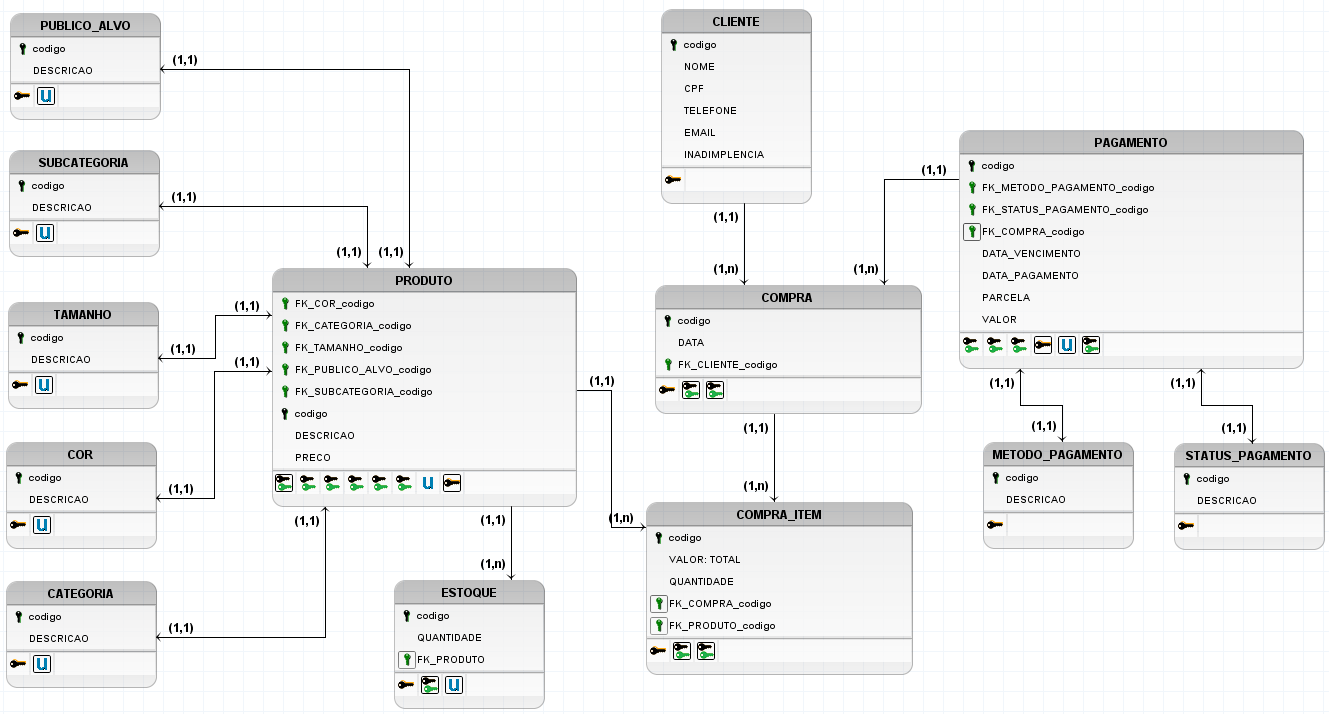 PUBLICO_ALVO
codigo
DESCRICAO
(1,1)
SUBCATEGORIA
codigo
DESCRICAO
(1,1)
TAMANHO
codigo
DESCRICAO
(1,1)
(1,1)
COR
codigo
DESCRICAO
(1,1)
(1,1)
CATEGORIA
codigo
DESCRICAO
(1,1)
(1,1)
(1,1)
(1,1)
PRODUTO
FK_COR_codigo
FK_CATEGORIA_codigo
FK_TAMANHO_codigo
FK_PUBLICO_ALVO_codigo
FK_SUBCATEGORIA_codigo
codigo
DESCRICAO
PRECO
U
(1,1)
(1,n)
ESTOQUE
codigo
QUANTIDADE
FK_PRODUTO
U
(1,1)
(1,n)
CLIENTE
codigo
NOME
CPF
TELEFONE
EMAIL
INADIMPLENCIA
(1,1)
(1,n)
COMPRA
codigo
DATA
FK_CLIENTE_codigo
(1,1)
(1,n)
COMPRA_ITEM
codigo
VALOR: TOTAL
QUANTIDADE
FK_COMPRA_codigo
FK_PRODUTO_codigo
(1,1)
(1,n)
PAGAMENTO
codigo
FK_METODO_PAGAMENTO_codigo
FK_STATUS_PAGAMENTO_codigo
FK_COMPRA_codigo
DATA_VENCIMENTO
DATA_PAGAMENTO
PARCELA
VALOR
U
(1,1)
(1,1)
METODO_PAGAMENTO
codigo
DESCRICAO
(1,1)
(1,1)
STATUS_PAGAMENTO
codigo
DESCRICAO
U
U
U
U
U